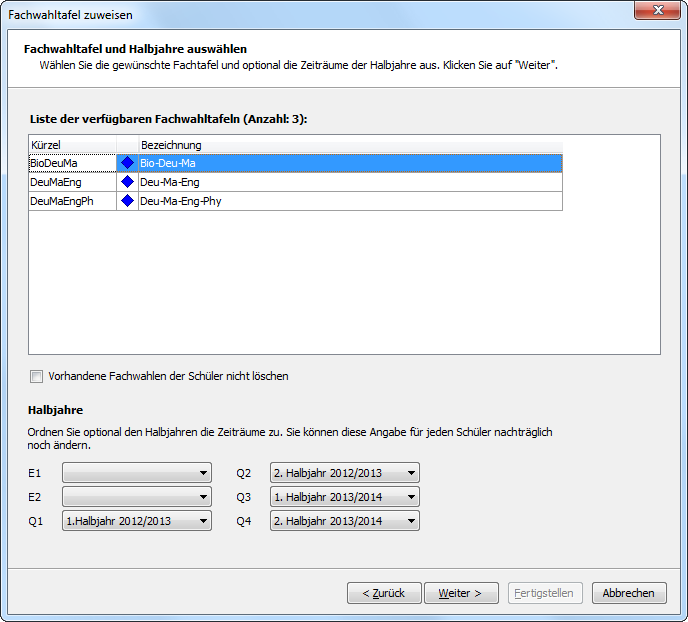 Fachwahltafel zuweisen
Fachwahltafel und Halbjahre auswählen
Wählen Sie die gewünschte Fachtafel und optional die Zeiträume der Halbjahre aus. Klicken Sie auf "Weiter".
Liste der verfügbaren Fachwahltafeln (Anzahl: 3):
Kürzel Bezeichnung
BioDeuMa Bio-Deu-Ma
DeuMaEng Deu-Ma-Eng
DeuMaEngPh Deu-Ma-Eng-Phy
Vorhandene Fachwahlen der Schüler nicht löschen
Halbjahre
Ordnen Sie optional den Halbjahren die Zeiträume zu. Sie können diese Angabe für jeden Schüler nachträglich
noch ändern.
E1 Q2 2. Halbjahr 2012/2013
E2 Q3 1. Halbjahr 2013/2014
Q1 1.Halbjahr 2012/2013 Q4 2. Halbjahr 2013/2014
< Zurück Weiter > Fertigstellen Abbrechen